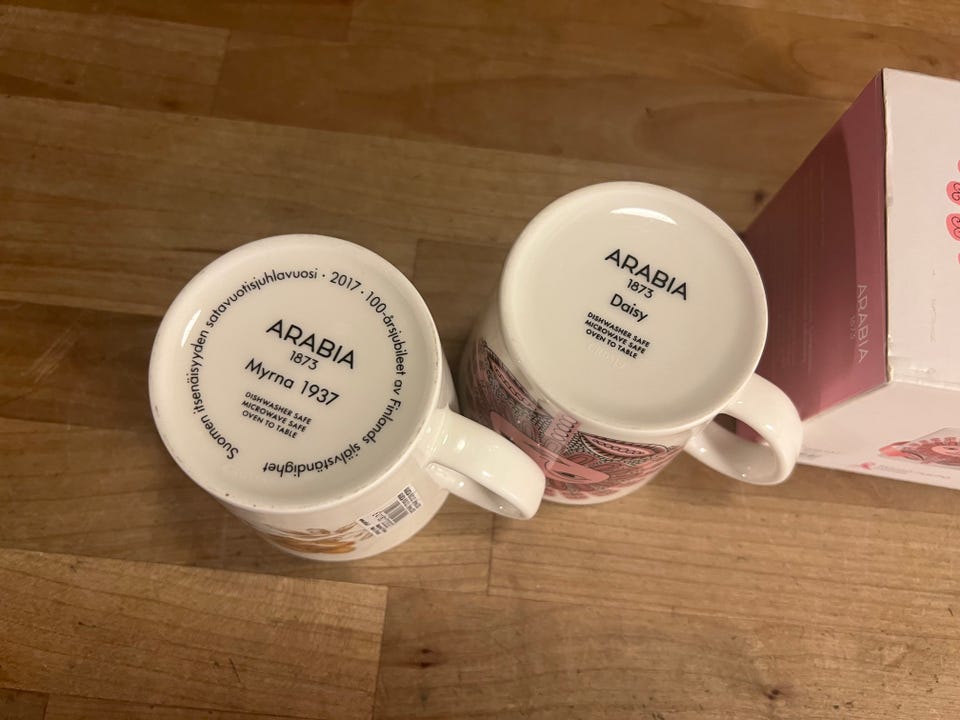 Suomen itsenäisyyden satavuotisjuhlavuosi · 2017 · 100-årsjubileet av Finlands självständighet
ARABIA
1873
Myrna 1937
DISHWASHER SAFE
MICROWAVE SAFE
OVEN TO TABLE
ARABIA
1873
Daisy
DISHWASHER SAFE
MICROWAVE SAFE
OVEN TO TABLE
ARABIA
1873